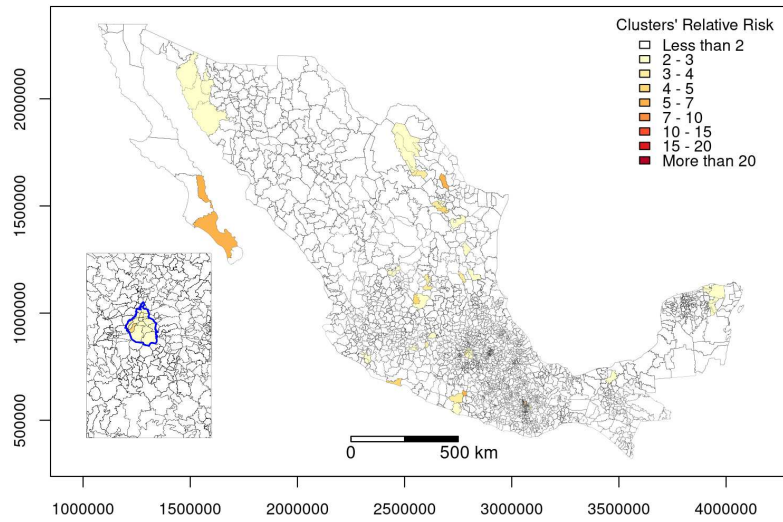 Clusters' Relative Risk
Less than 2
2 - 3
3 - 4
4 - 5
5 - 7
7 - 10
10 - 15
15 - 20
More than 20
2000000
1500000
1000000
500000
0 500 km
1000000 1500000 2000000 2500000 3000000 3500000 4000000